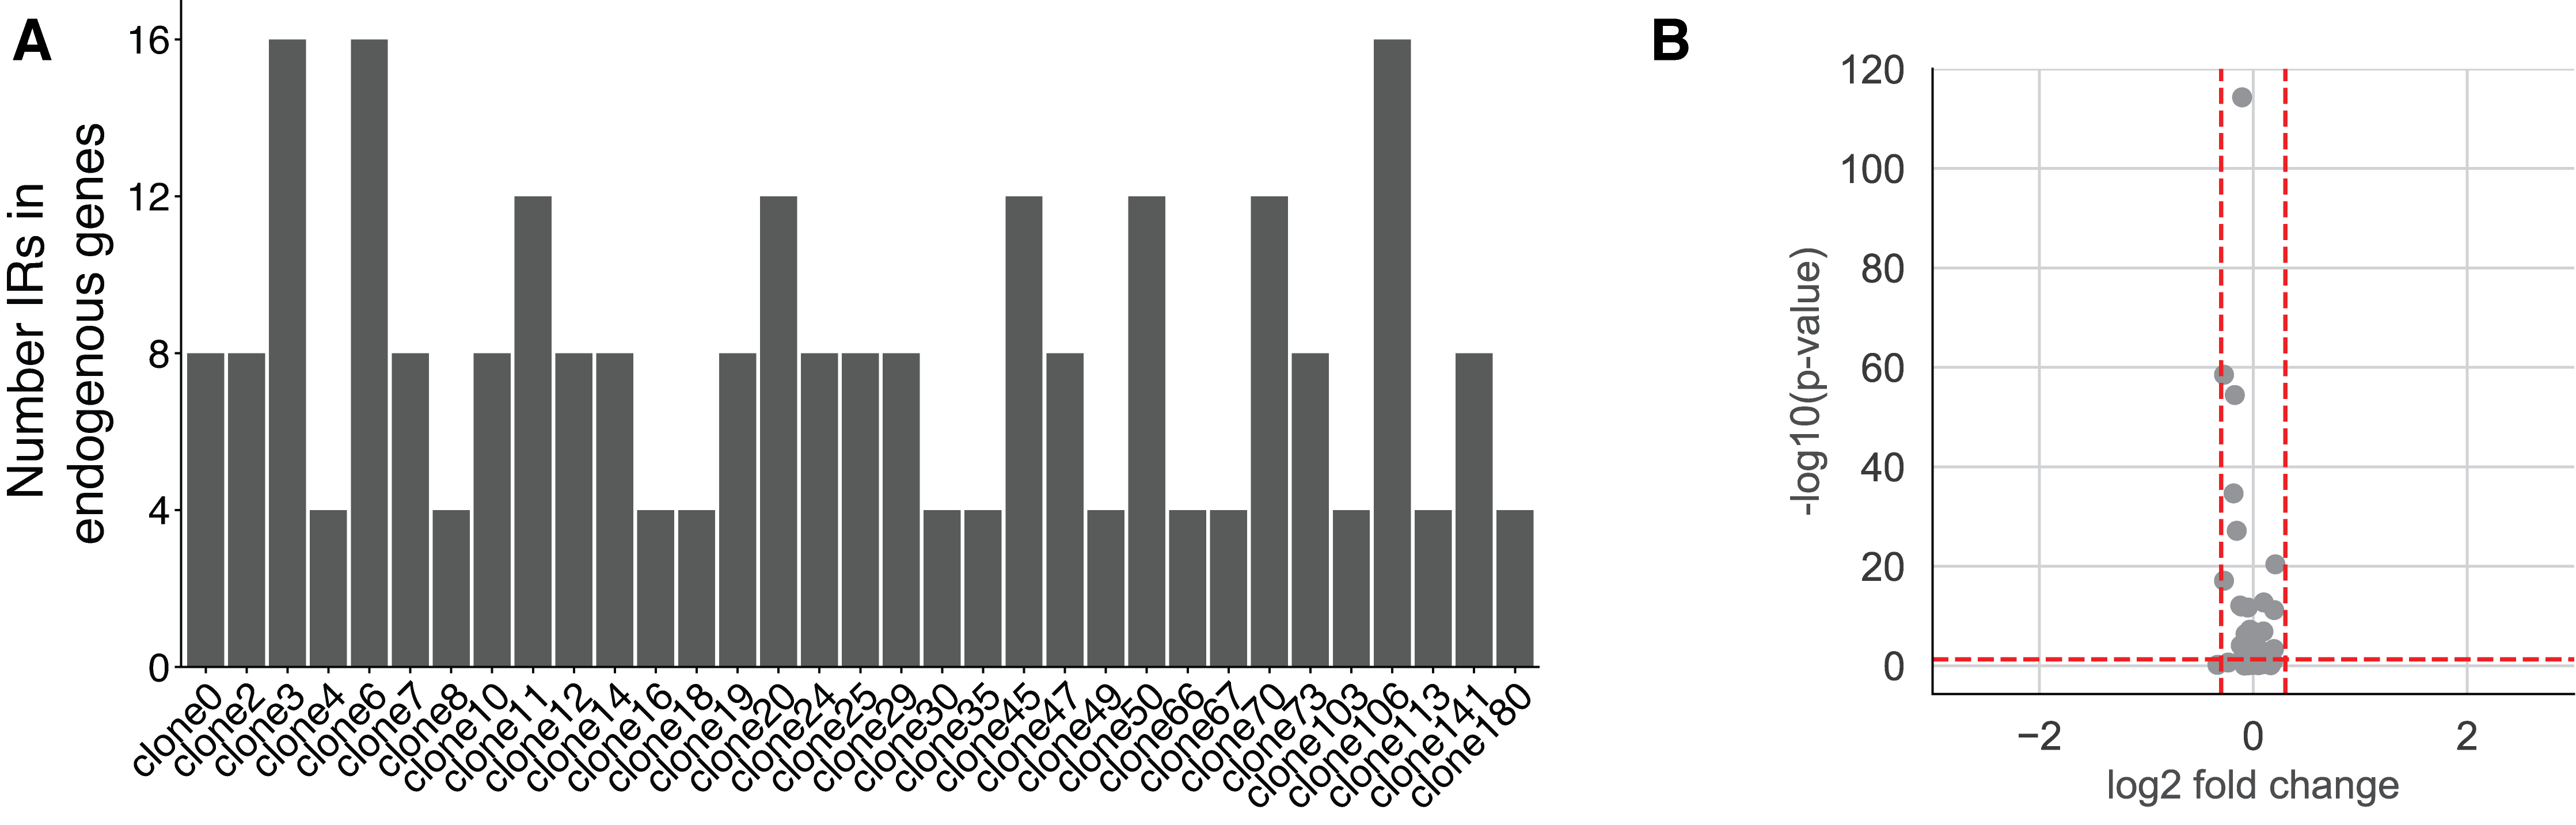 A
Number IRs in
endogenous genes
16
12
8
4
0
clone0
clone2
clone3
clone4
clone6
clone7
clone8
clone10
clone11
clone12
clone14
clone16
clone18
clone19
clone20
clone24
clone25
clone29
clone30
clone35
clone45
clone47
clone49
clone50
clone66
clone67
clone70
clone73
clone103
clone106
clone113
clone141
clone180
B
-log10(p-value)
120
100
80
60
40
20
0
−2
0
2
log2 fold change